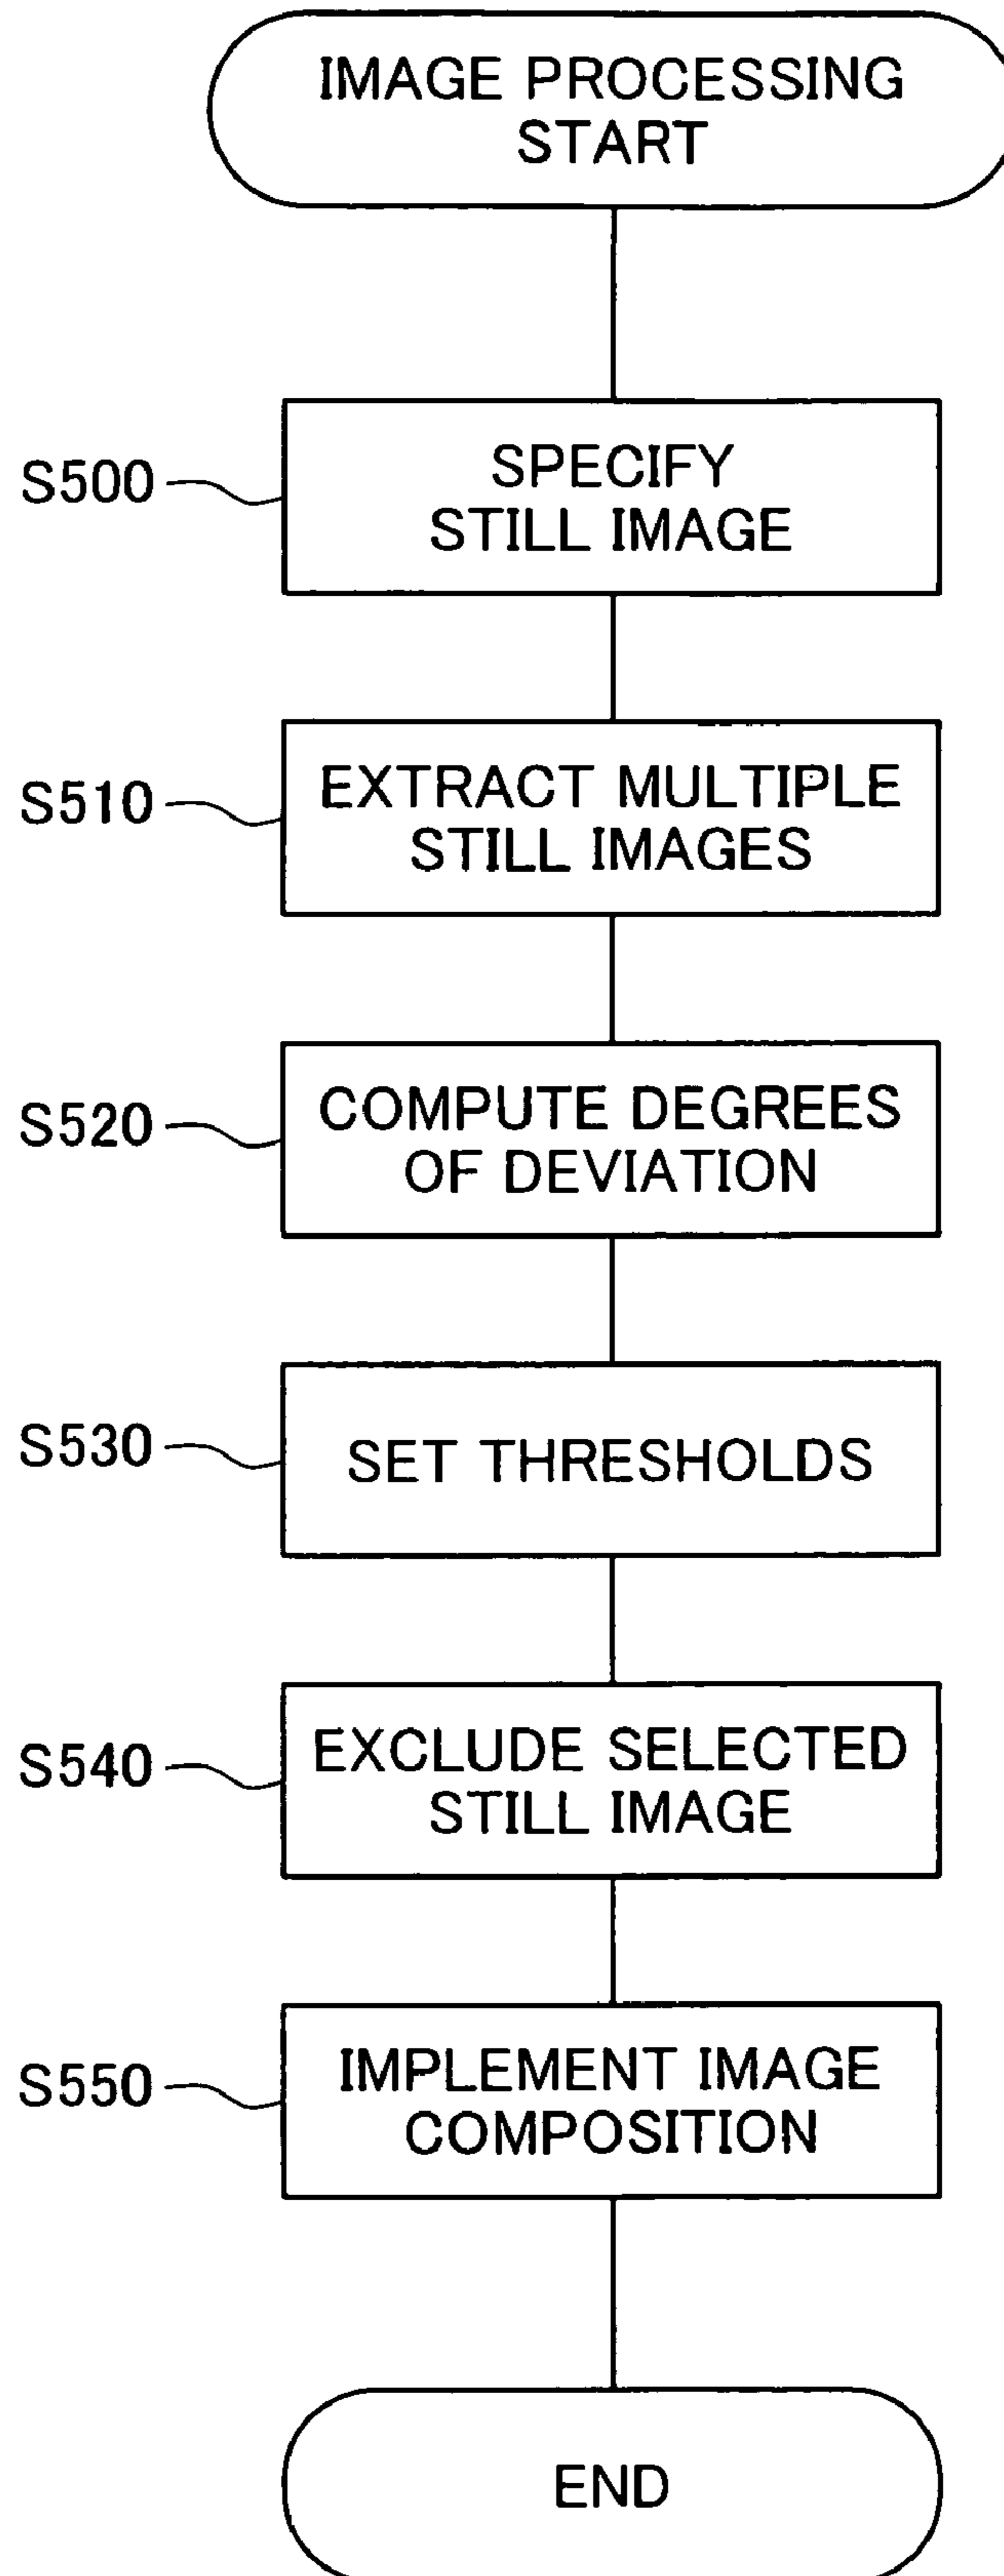 IMAGE PROCESSING
START
S500
SPECIFY
STILL IMAGE
S510
EXTRACT MULTIPLE
STILL IMAGES
S520
COMPUTE DEGREES
OF DEVIATION
S530
SET THRESHOLDS
S540
EXCLUDE SELECTED
STILL IMAGE
S550
IMPLEMENT IMAGE
COMPOSITION
END